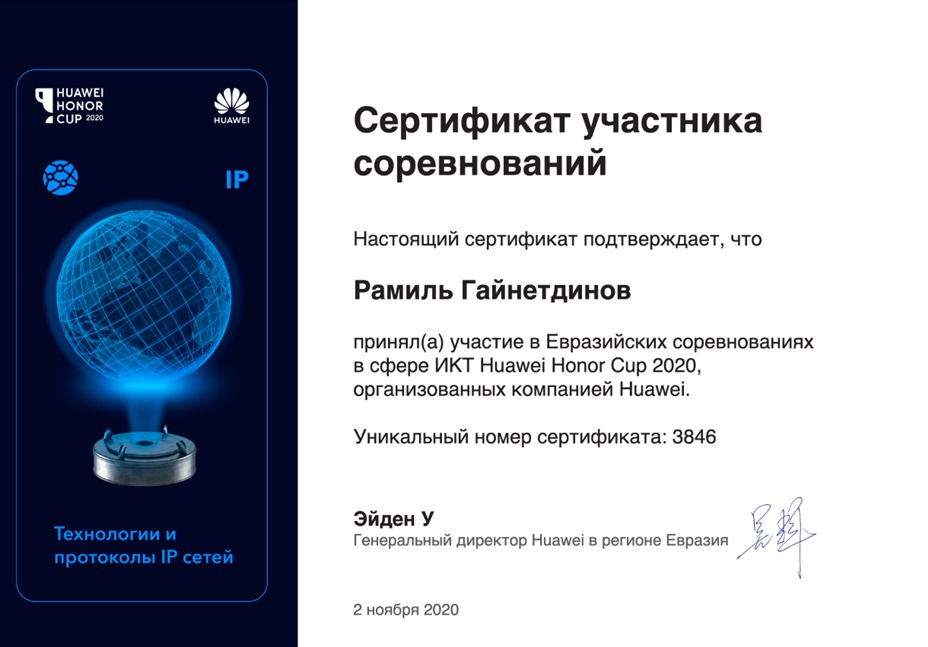 HUAWEI
HONOR
CUP 2020
HUAWEI
IP
Технологии и
протоколы IP сетей
Сертификат участника
соревнований
Настоящий сертификат подтверждает, что
Рамиль Гайнетдинов
принял(а) участие в Евразийских соревнованиях
в сфере ИКТ Huawei Honor Cup 2020,
организованных компанией Huawei.
Уникальный номер сертификата: 3846
Эйден У
Генеральный директор Huawei в регионе Евразия
2 ноября 2020